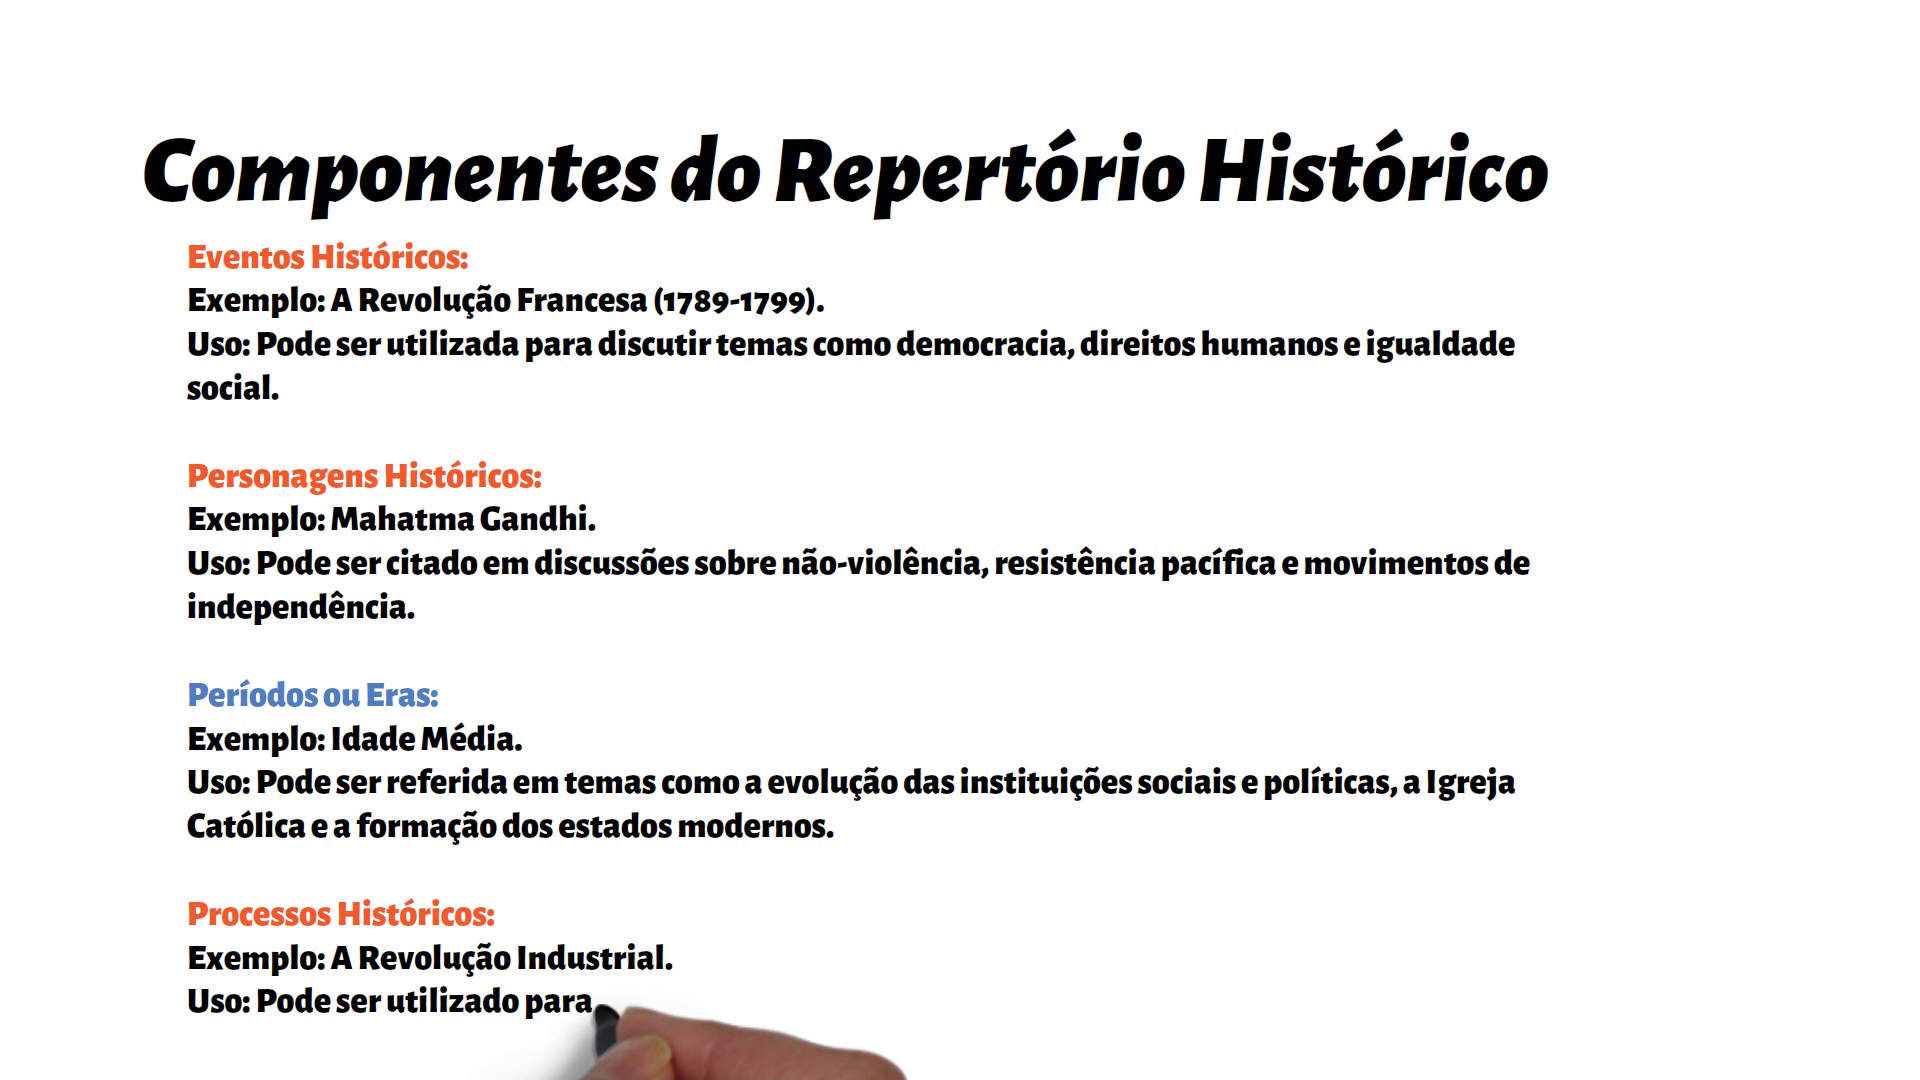 Componentes do Repertório Histórico
Eventos Históricos:
Exemplo: A Revolução Francesa (1789-1799).
Uso: Pode ser utilizada para discutir temas como democracia, direitos humanos e igualdade
social.
Personagens Históricos:
Exemplo: Mahatma Gandhi.
Uso: Pode ser citado em discussões sobre não-violência, resistência pacífica e movimentos de
independência.
Períodos ou Eras:
Exemplo: Idade Média.
Uso: Pode ser referida em temas como a evolução das instituições sociais e políticas, a Igreja
Católica e a formação dos estados modernos.
Processos Históricos:
Exemplo: A Revolução Industrial.
Uso: Pode ser utilizado para